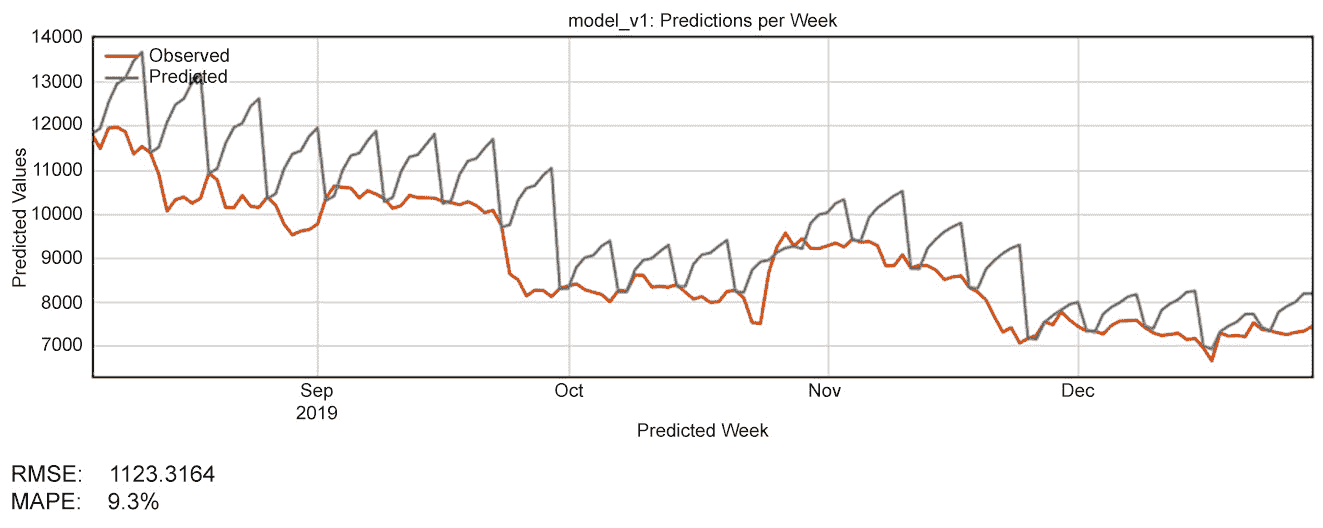 model_v1: Predictions per Week
14000
13000
12000
11000
10000
9000
8000
7000
Predicted Values
Observed
Predicted
Sep
2019
Oct
Nov
Dec
Predicted Week
RMSE: 1123.3164
MAPE: 9.3%